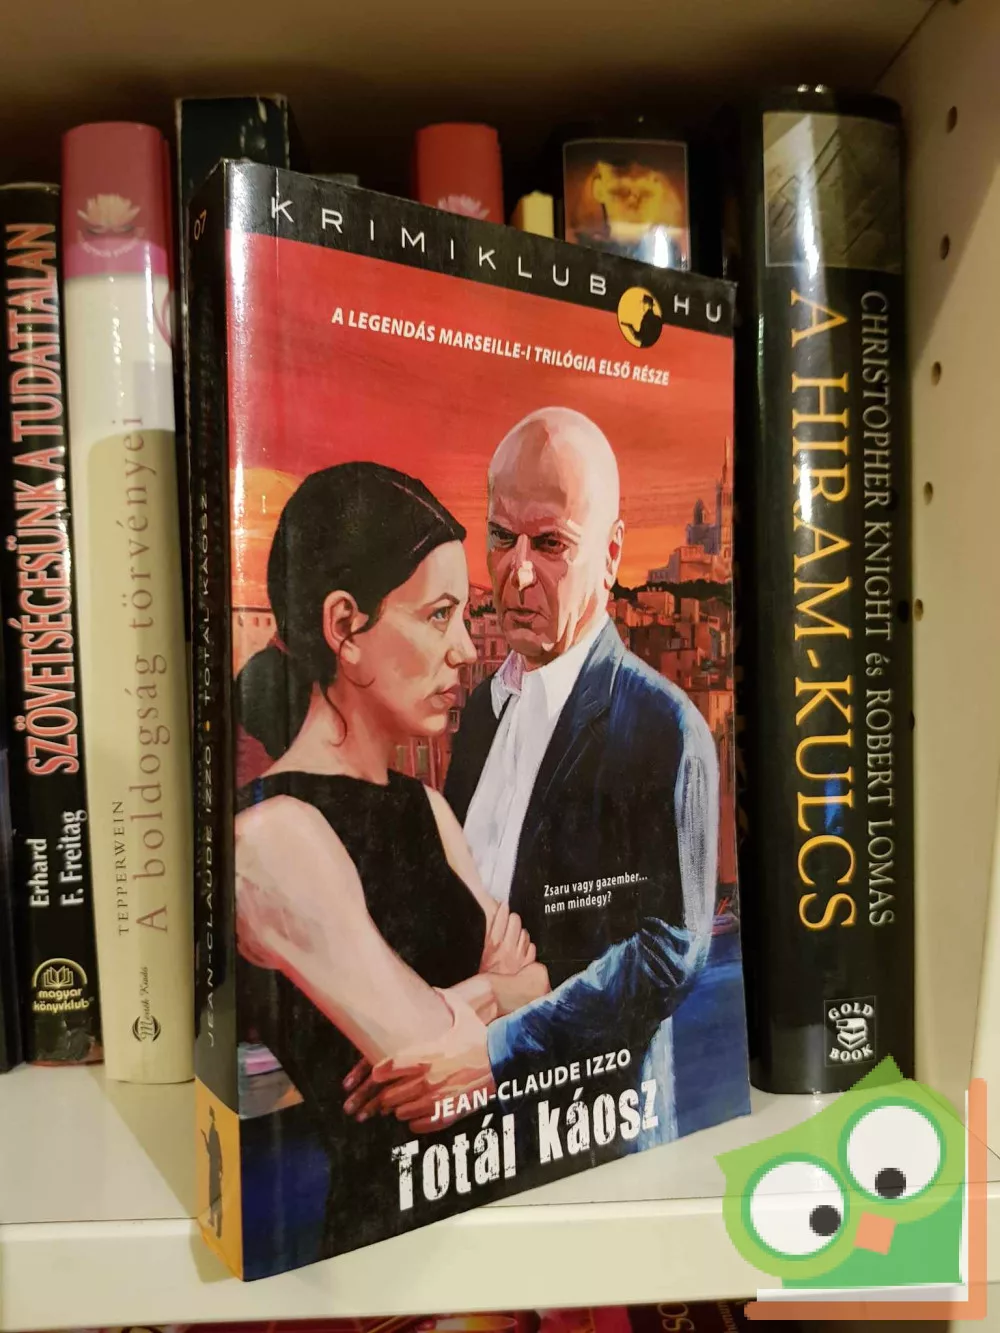 KRIMIKLUB HU
A LEGENDÁS MARSEILLE-I TRILÓGIA ELSŐ RÉSZE
Zsaru vagy gazember...
nem mindegy?
JEAN-CLAUDE IZZO
Totál káosz
07
JEAN-CLAUDE IZZO TOTÁL KÁOSZ
Erhard
F. Freitag
SZÖVETSÉGESÜNK A TUDATTALAN
magyar
könyvklub
TEPPERWEIN
A boldogság törvényei
CHRISTOPHER KNIGHT és ROBERT LOMAS
A HIRAM-KULCS
GOLD
BOOK